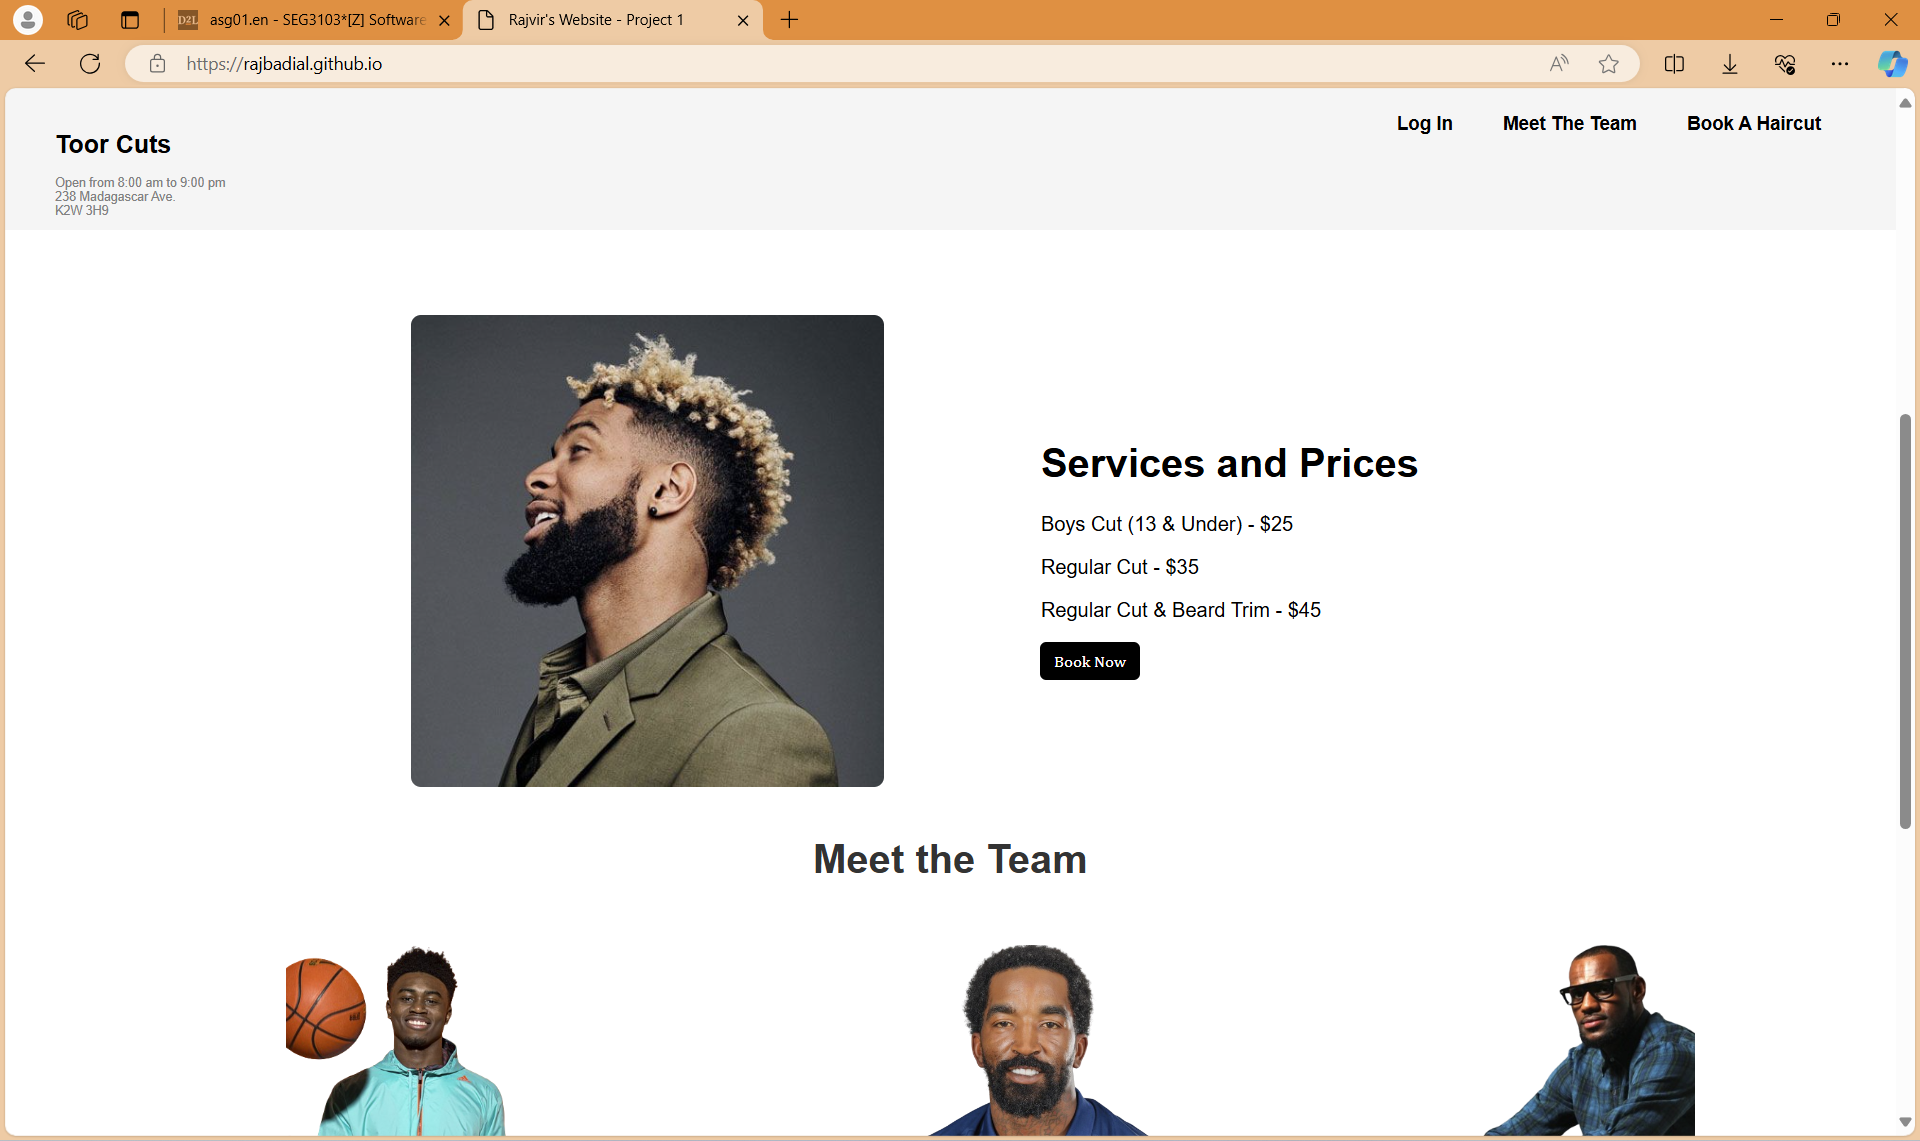 asg01.en - SEG3103*[Z] Software
Rajvir's Website - Project 1
https://rajbadial.github.io
Toor Cuts
Log In
Meet The Team
Book A Haircut
Open from 8:00 am to 9:00 pm
238 Madagascar Ave.
K2W 3H9
Services and Prices
Boys Cut (13 & Under) - $25
Regular Cut - $35
Regular Cut & Beard Trim - $45
Book Now
Meet the Team